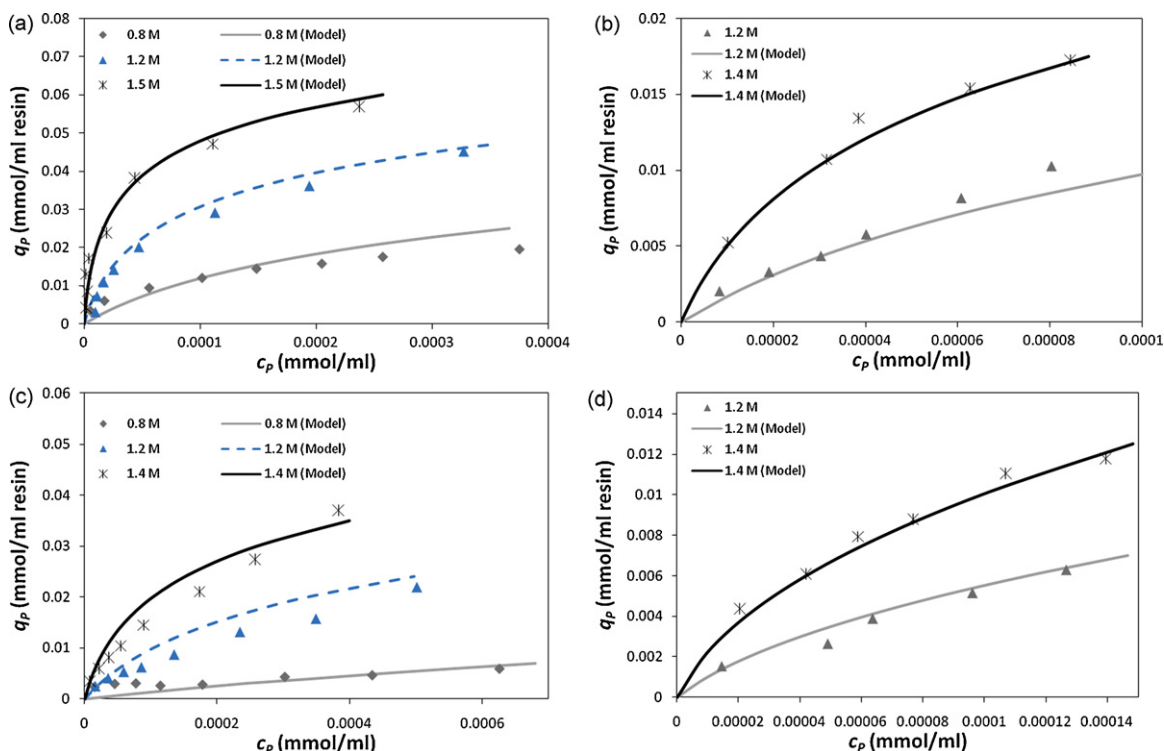 (a)
0.08
0.07
0.06
0.05
0.04
0.03
0.02
0.01
0
qP (mmol/ml resin)
0.8 M 0.8 M (Model)
1.2 M 1.2 M (Model)
1.5 M 1.5 M (Model)
0 0.0001 0.0002 0.0003 0.0004
cP (mmol/ml)
(b)
0.02
0.015
0.01
0.005
0
qP (mmol/ml resin)
1.2 M
1.2 M (Model)
1.4 M
1.4 M (Model)
0 0.00002 0.00004 0.00006 0.00008 0.0001
cP (mmol/ml)
(c)
0.06
0.05
0.04
0.03
0.02
0.01
0
qP (mmol/ml resin)
0.8 M 0.8 M (Model)
1.2 M 1.2 M (Model)
1.4 M 1.4 M (Model)
0 0.0002 0.0004 0.0006
cP (mmol/ml)
(d)
0.014
0.012
0.01
0.008
0.006
0.004
0.002
0
qP (mmol/ml resin)
1.2 M
1.2 M (Model)
1.4 M
1.4 M (Model)
0 0.00002 0.00004 0.00006 0.00008 0.0001 0.00012 0.00014
cP (mmol/ml)